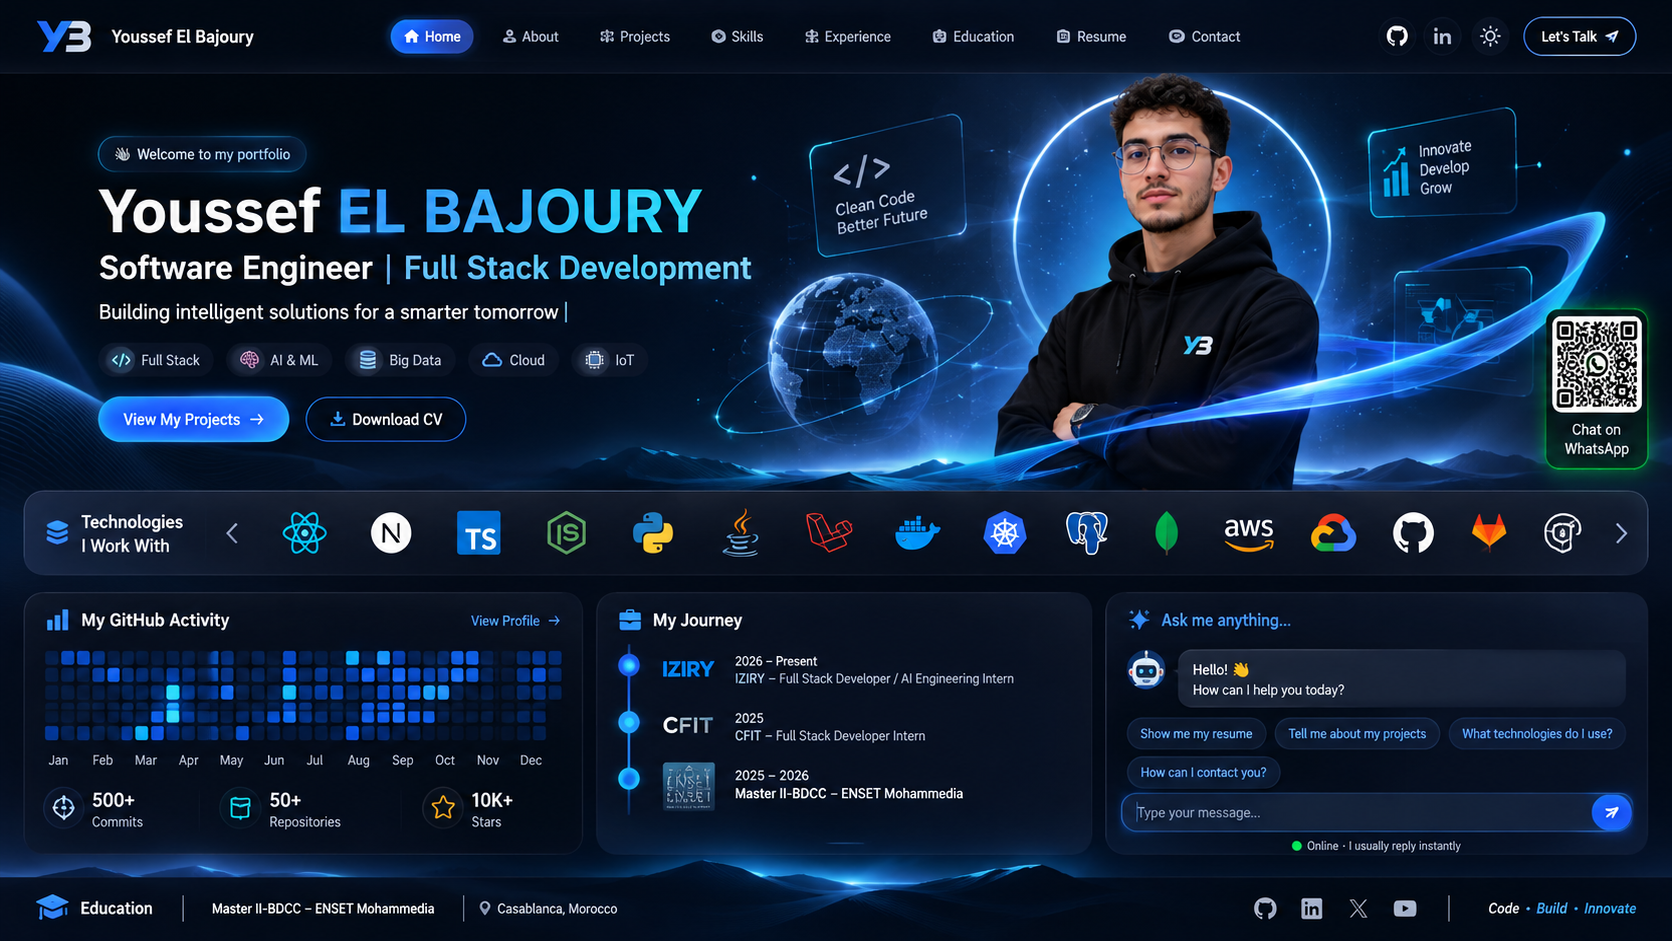 YB
Youssef El Bajoury
Home
About
Projects
Skills
Experience
Education
Resume
Contact
Let's Talk
Welcome to my portfolio
Youssef EL BAJOURY
Software Engineer | Full Stack Development
Building intelligent solutions for a smarter tomorrow |
Full Stack
AI & ML
Big Data
Cloud
IoT
View My Projects →
Download CV
</>
Clean Code
Better Future
Innovate
Develop
Grow
YB
Chat on
WhatsApp
Technologies
I Work With
N
TS
JS
aws
My GitHub Activity
View Profile →
Jan
Feb
Mar
Apr
May
Jun
Jul
Aug
Sep
Oct
Nov
Dec
500+
Commits
50+
Repositories
10K+
Stars
My Journey
IZIRY
2026 – Present
IZIRY – Full Stack Developer / AI Engineering Intern
CFIT
2025
CFIT – Full Stack Developer Intern
2025 – 2026
Master II-BDCC – ENSET Mohammedia
Ask me anything...
Hello! 👋
How can I help you today?
Show me my resume
Tell me about my projects
What technologies do I use?
How can I contact you?
Type your message...
Online · I usually reply instantly
Education
Master II-BDCC – ENSET Mohammedia
Casablanca, Morocco
Code • Build • Innovate